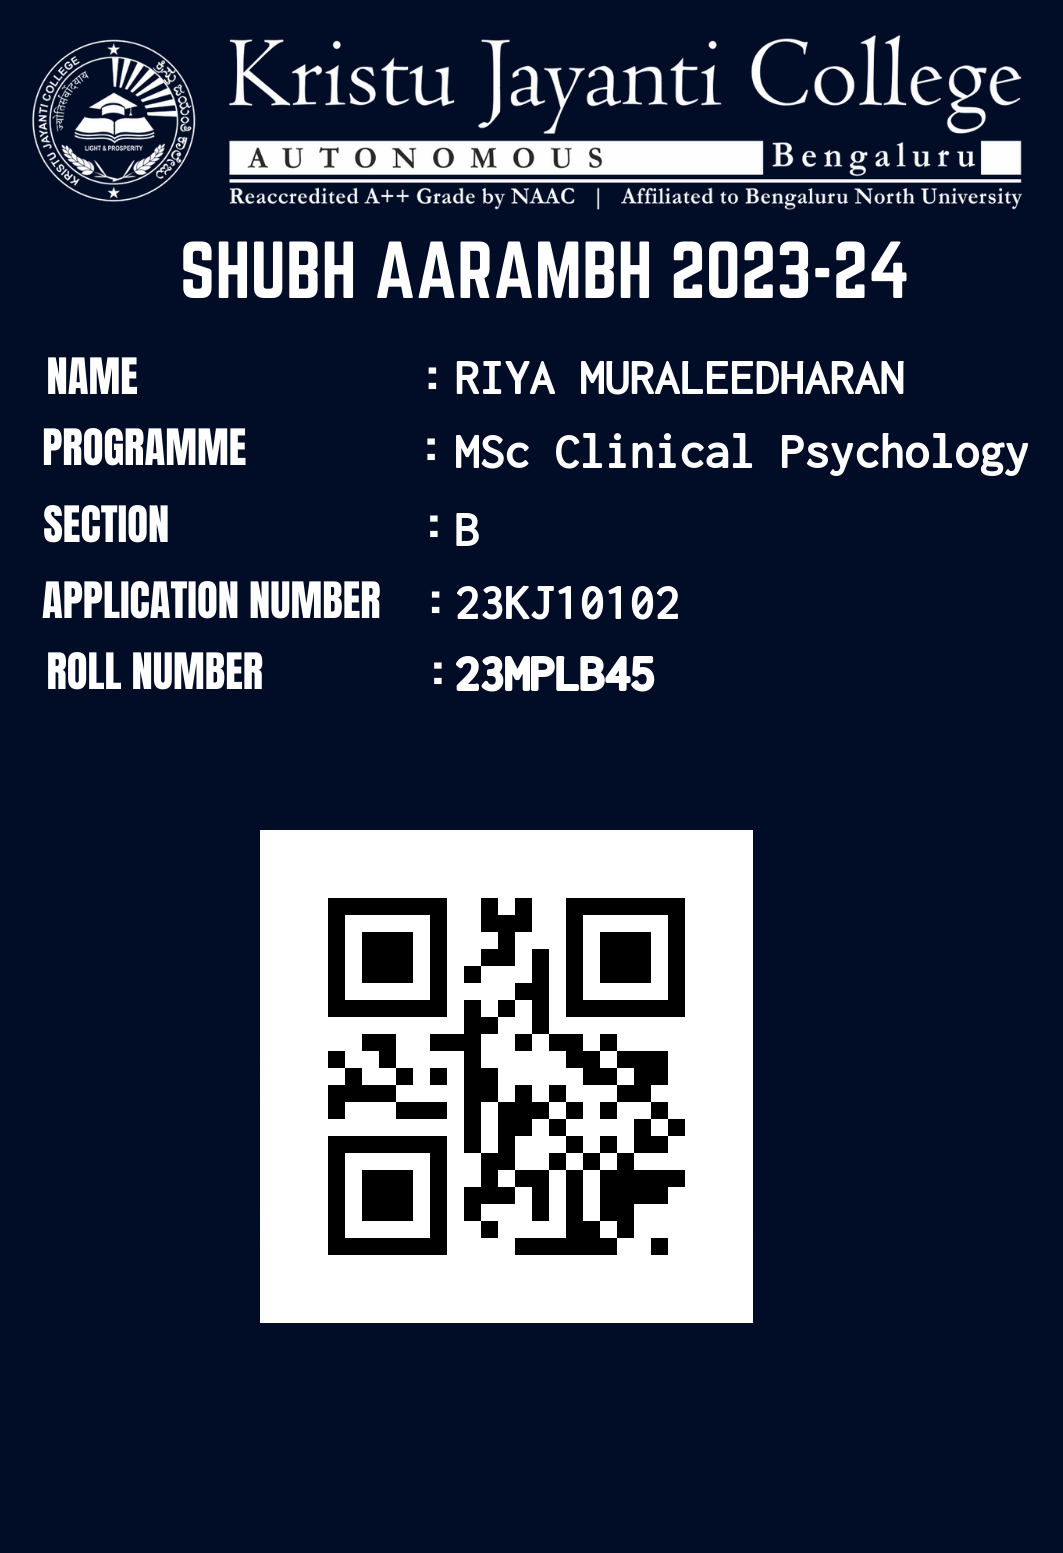 Kristu Jayanti College
AUTONOMOUS Bengaluru
Reaccredited A++ Grade by NAAC | Affiliated to Bengaluru North University
KRISTU JAYANTI COLLEGE
LIGHT & PROSPERITY
SHUBH AARAMBH 2023-24
NAME : RIYA MURALEEDHARAN
PROGRAMME : MSc Clinical Psychology
SECTION : B
APPLICATION NUMBER : 23KJ10102
ROLL NUMBER : 23MPLB45